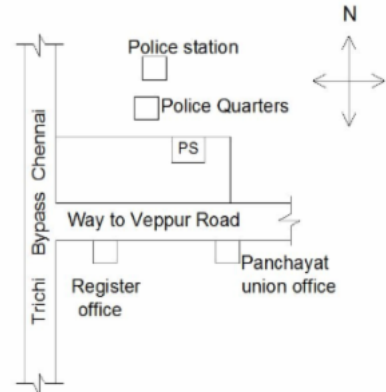 N
Police station
Police Quarters
PS
Trichi Bypass Chennai
Way to Veppur Road
Register
office
Panchayat
union office